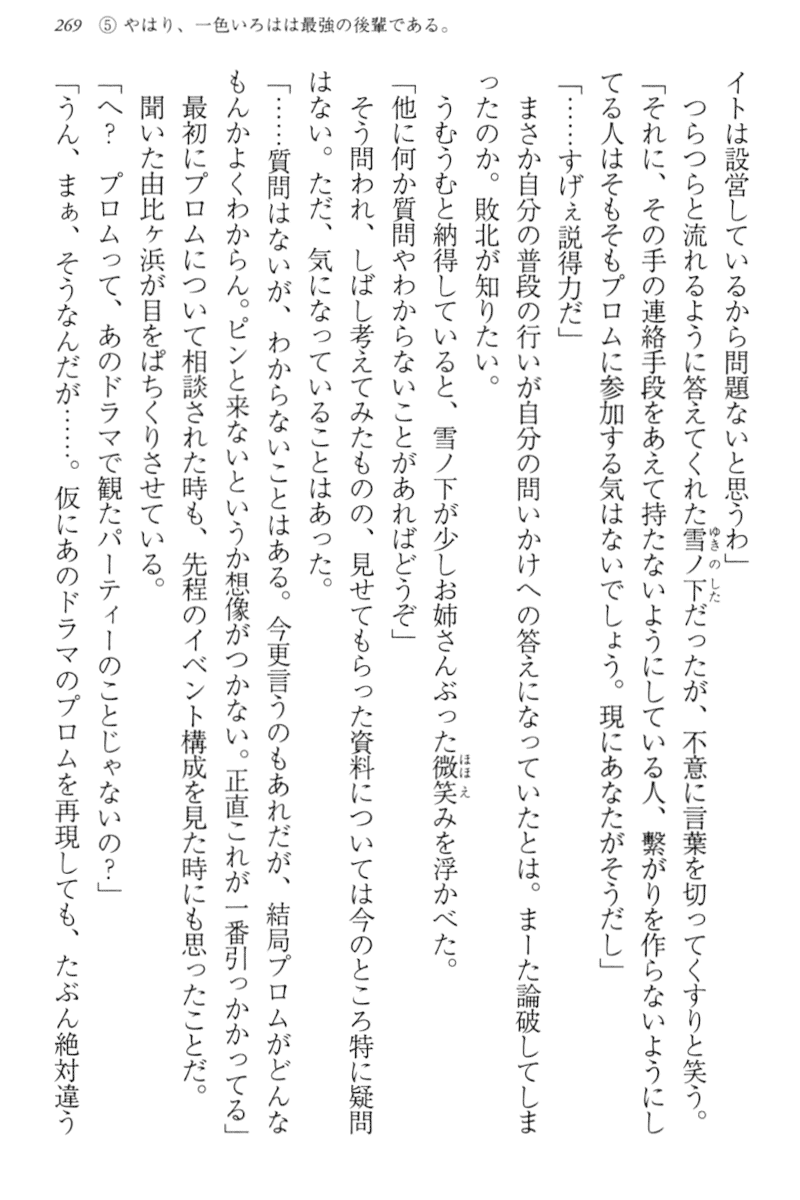 269 ⑤ やはり、一色いろはは最強の後輩である。
イトは設営しているから問題ないと思うわ」
　つらつらと流れるように答えてくれた雪ノ下だったが、不意に言葉を切ってくすりと笑う。
「それに、その手の連絡手段をあえて持たないようにしている人、繫がりを作らないようにし
てる人はそもそもプロムに参加する気はないでしょう。現にあなたがそうだし」
「……すげぇ説得力だ」
　まさか自分の普段の行いが自分の問いかけへの答えになっていたとは。まーた論破してしま
ったのか。敗北が知りたい。
　うむうむと納得していると、雪ノ下が少しお姉さんぶった微笑みを浮かべた。
「他に何か質問やわからないことがあればどうぞ」
　そう問われ、しばし考えてみたものの、見せてもらった資料については今のところ特に疑問
はない。ただ、気になっていることはあった。
「……質問はないが、わからないことはある。今更言うのもあれだが、結局プロムがどんな
もんかよくわからん。ピンと来ないというか想像がつかない。正直これが一番引っかかってる」
　最初にプロムについて相談された時も、先程のイベント構成を見た時にも思ったことだ。
　聞いた由比ヶ浜が目をぱちくりさせている。
「へ？　プロムって、あのドラマで観たパーティーのことじゃないの？」
「うん、まぁ、そうなんだが……。仮にあのドラマのプロムを再現しても、たぶん絶対違う